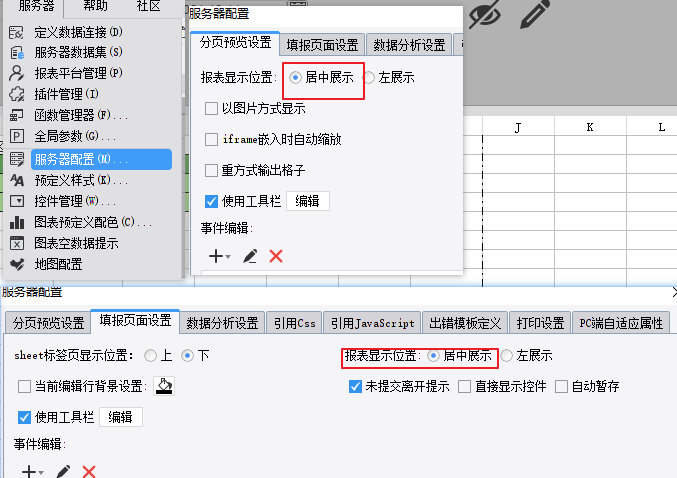 服务器 帮助 社区
定义数据连接(D)
服务器数据集(S)
报表平台管理(P)
插件管理(I)
函数管理器(F)...
全局参数(G)...
服务器配置(N)...
预定义样式(K)...
控件管理(W)...
图表预定义配色(C)...
图表空数据提示
地图配置
服务器配置
分页预览设置 填报页面设置 数据分析设置
报表显示位置: 居中展示 左展示
以图片方式显示
iframe嵌入时自动缩放
重方式输出格子
使用工具栏 编辑
事件编辑:
J K L
服务器配置
分页预览设置 填报页面设置 数据分析设置 引用Css 引用JavaScript 出错模板定义 打印设置 PC端自适应属性
sheet标签页显示位置: 上 下 报表显示位置: 居中展示 左展示
当前编辑行背景设置: 未提交离开提示 直接显示控件 自动暂存
使用工具栏 编辑
事件编辑: